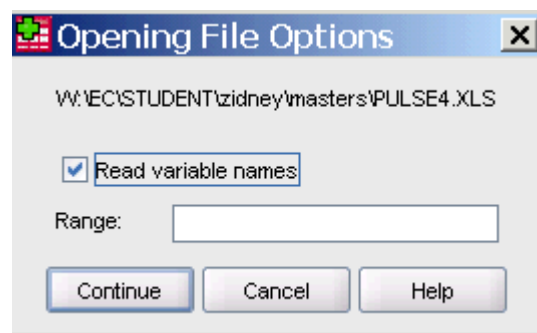 Opening File Options
W:\EC\STUDENT\zidney\masters\PULSE4.XLS
Read variable names
Range:
Continue Cancel Help